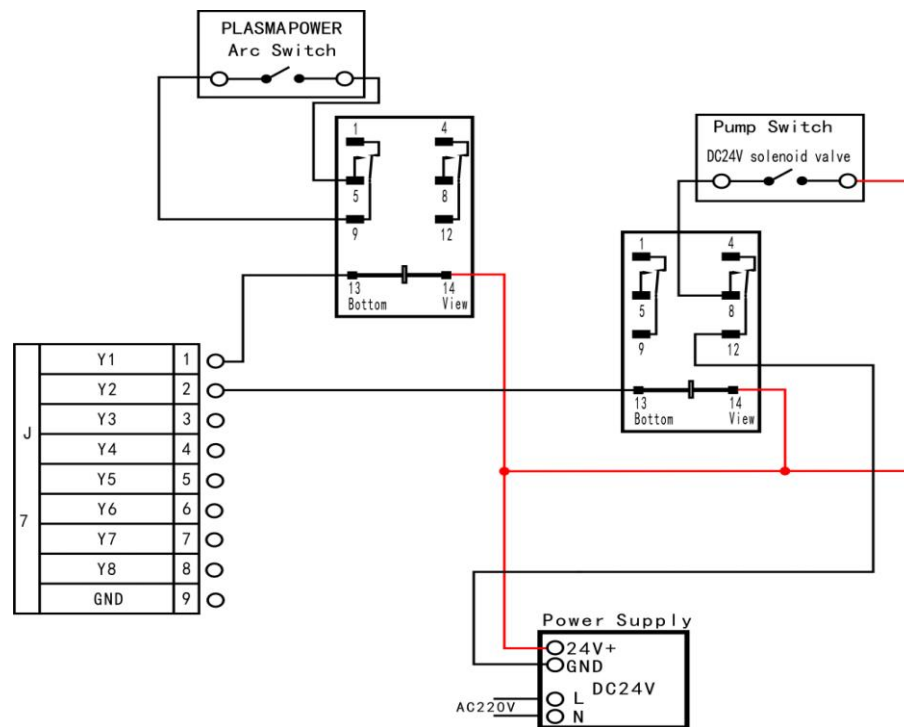 PLASMAPOWER
Arc Switch
1 4
5 8
9 12
13 14
Bottom View
Pump Switch
DC24V solenoid valve
1 4
5 8
9 12
13 14
Bottom View
J7
Y1 1
Y2 2
Y3 3
Y4 4
Y5 5
Y6 6
Y7 7
Y8 8
GND 9
Power Supply
24V+
GND
DC24V
AC220V
L
N